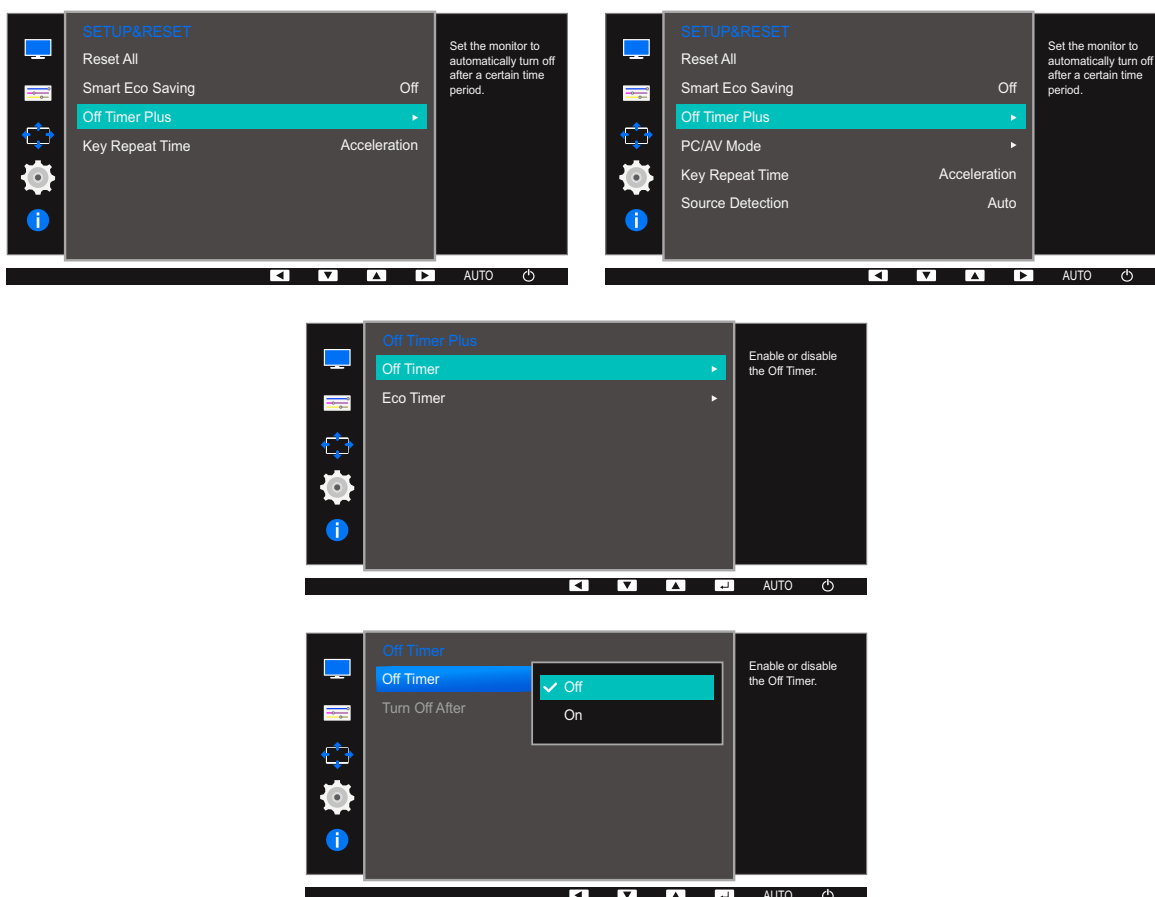 SETUP&RESET
Reset All
Smart Eco Saving Off
Off Timer Plus
Key Repeat Time Acceleration
Set the monitor to
automatically turn off
after a certain time
period.
AUTO
SETUP&RESET
Reset All
Smart Eco Saving Off
Off Timer Plus
PC/AV Mode
Key Repeat Time Acceleration
Source Detection Auto
Set the monitor to
automatically turn off
after a certain time
period.
AUTO
Off Timer Plus
Off Timer
Eco Timer
Enable or disable
the Off Timer.
AUTO
Off Timer
Off Timer
Turn Off After
Off
On
Enable or disable
the Off Timer.
AUTO